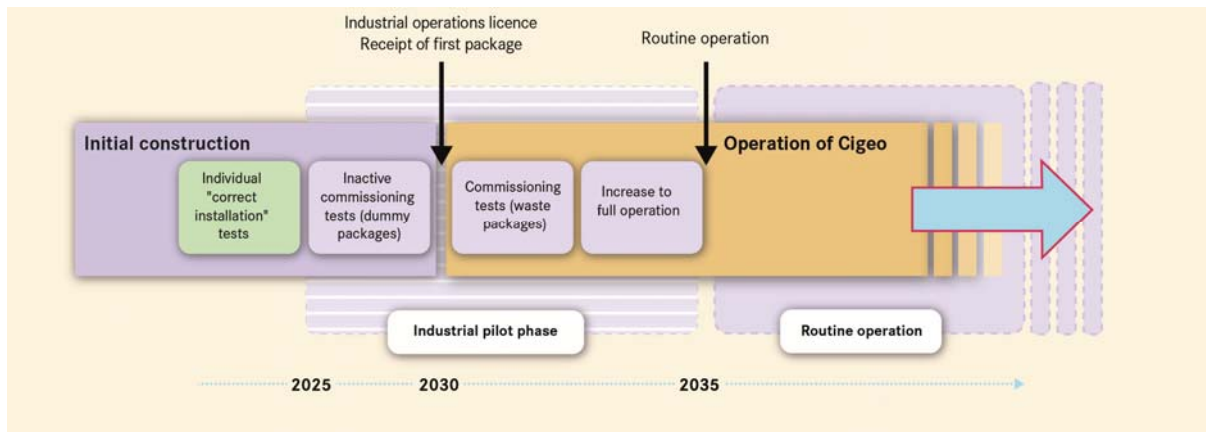 Industrial operations licence
Receipt of first package
Routine operation
Initial construction
Operation of Cigeo
Individual
"correct
installation"
tests
Inactive
commissioning
tests (dummy
packages)
Commissioning
tests (waste
packages)
Increase to
full operation
Industrial pilot phase
Routine operation
2025
2030
2035